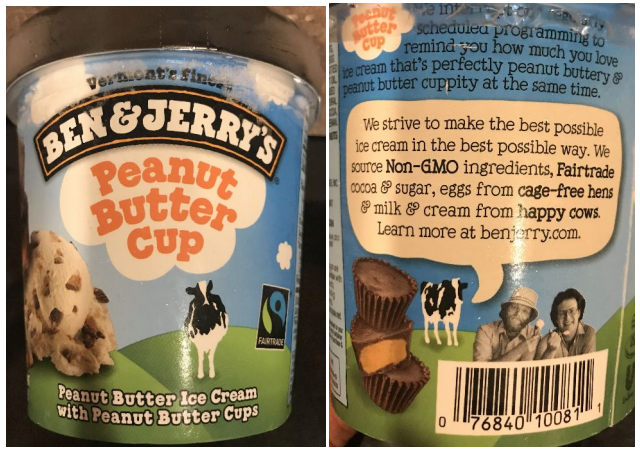 Vermont's finest
BEN & JERRY'S
Peanut
Butter
Cup
FAIRTRADE
Peanut Butter Ice Cream
with Peanut Butter Cups
Peanut
Butter
Cup
scheduled programming to
remind you how much you love
ice cream that's perfectly peanut buttery &
peanut butter cuppity at the same time.
We strive to make the best possible
ice cream in the best possible way. We
source Non-GMO ingredients, Fairtrade
cocoa & sugar, eggs from cage-free hens
& milk & cream from happy cows.
Learn more at benjerry.com.
0 76840 10081 1